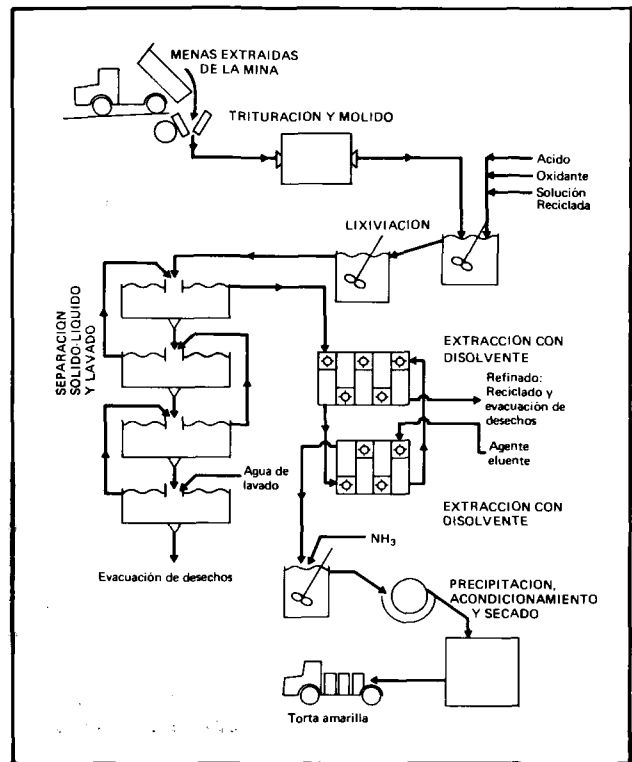 MENAS EXTRAIDAS
DE LA MINA
TRITURACION Y MOLIDO
Acido
Oxidante
Solución
Reciclada
LIXIVIACION
SEPARACION
SOLIDO-LIQUIDO
Y LAVADO
EXTRACCIÓN CON
DISOLVENTE
Refinado:
Reciclado y
evacuación de
desechos
Agente
eluente
Agua de
lavado
EXTRACCIÓN CON
DISOLVENTE
NH₃
Evacuación de desechos
PRECIPITACION,
ACONDICIONAMIENTO
Y SECADO
Torta amarilla